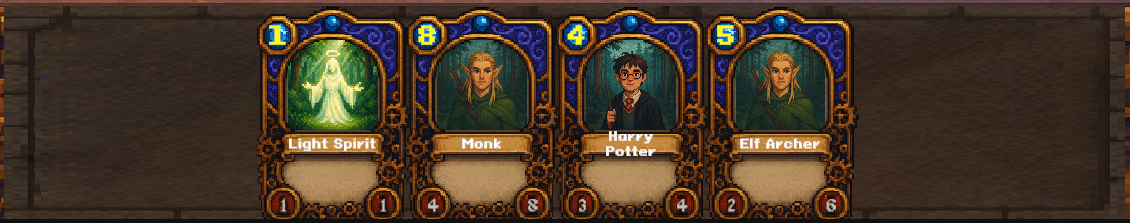 1
8
4
5
Light Spirit
Monk
Harry
Potter
Elf Archer
1 1
4 8
3 4
2 6